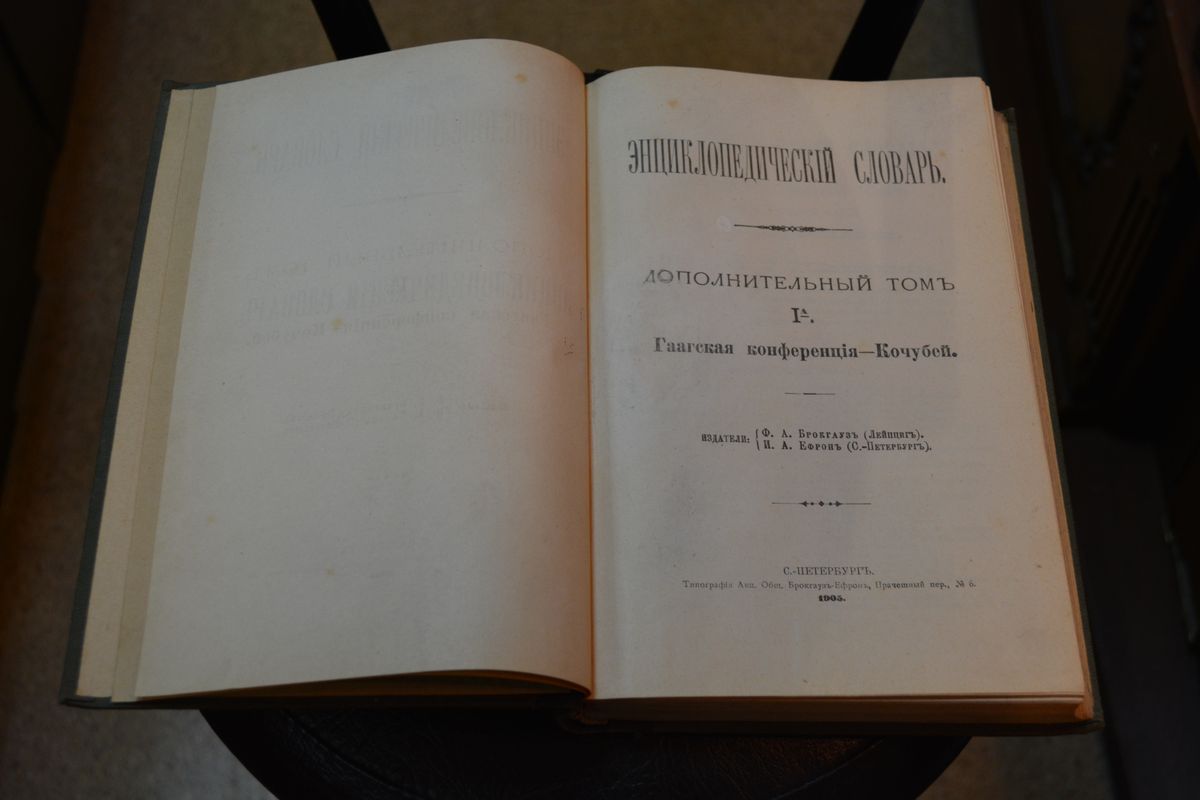 ЭНЦИКЛОПЕДИЧЕСКІЙ СЛОВАРЬ.
ДОПОЛНИТЕЛЬНЫЙ ТОМЪ
IА.
Гаагская конференція—Кочубей.
ИЗДАТЕЛИ: { Ф. А. БРОКГАУЗЪ (ЛЕЙПЦИГЪ).
И. А. ЕФРОНЪ (С.-ПЕТЕРБУРГЪ).
С.-ПЕТЕРБУРГЪ.
Типографія Акц. Общ. Брокгаузъ-Ефронъ, Прачешный пер., № 6.
1905.